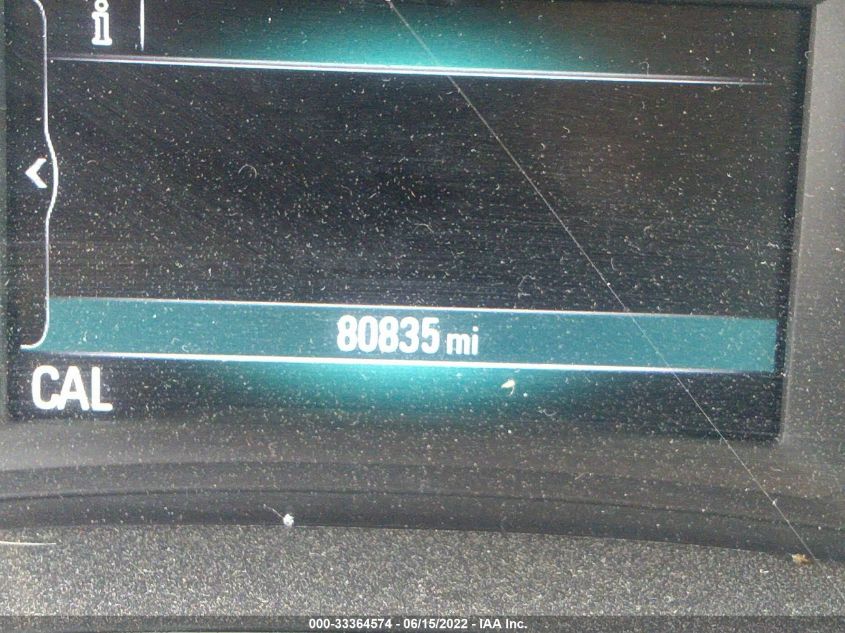 i
80835 mi
CAL
000-33364574 - 06/15/2022 - IAA Inc.